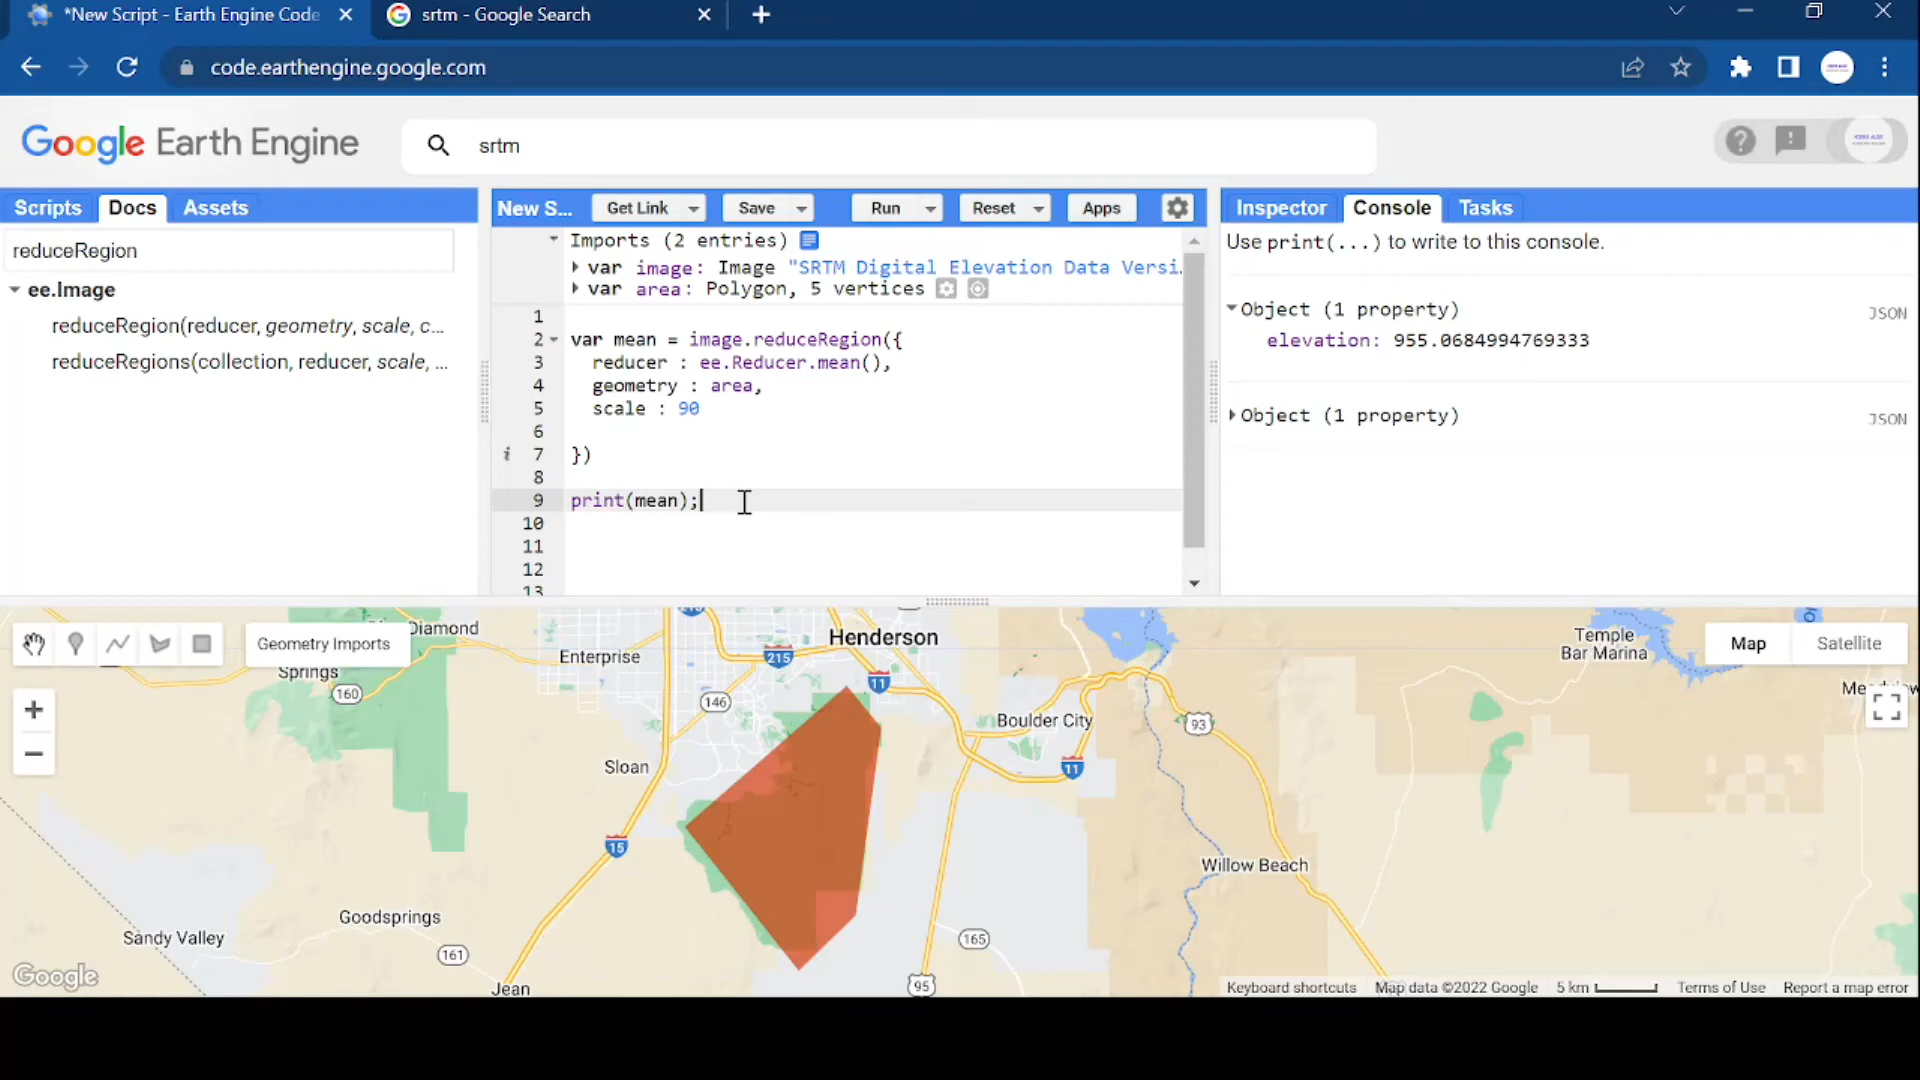 *New Script - Earth Engine Code
srtm - Google Search
code.earthengine.google.com
Google Earth Engine
srtm
Scripts
Docs
Assets
New S...
Get Link
Save
Run
Reset
Apps
Inspector
Console
Tasks
reduceRegion
ee.Image
reduceRegion(reducer, geometry, scale, c...
reduceRegions(collection, reducer, scale, ...
Imports (2 entries)
var image: Image "SRTM Digital Elevation Data Versi.
var area: Polygon, 5 vertices
1
2 var mean = image.reduceRegion({
3 reducer : ee.Reducer.mean(),
4 geometry : area,
5 scale : 90
6
i 7 })
8
9 print(mean);
10
11
12
13
Use print(...) to write to this console.
Object (1 property)
JSON
elevation: 955.0684994769333
Object (1 property)
JSON
Geometry Imports
Map
Satellite
Diamond
Springs
160
Enterprise
215
Henderson
11
146
Boulder City
93
Temple
Bar Marina
Sloan
11
15
Willow Beach
Goodsprings
Sandy Valley
161
165
Jean
95
Google
Keyboard shortcuts
Map data ©2022 Google
5 km
Terms of Use
Report a map error